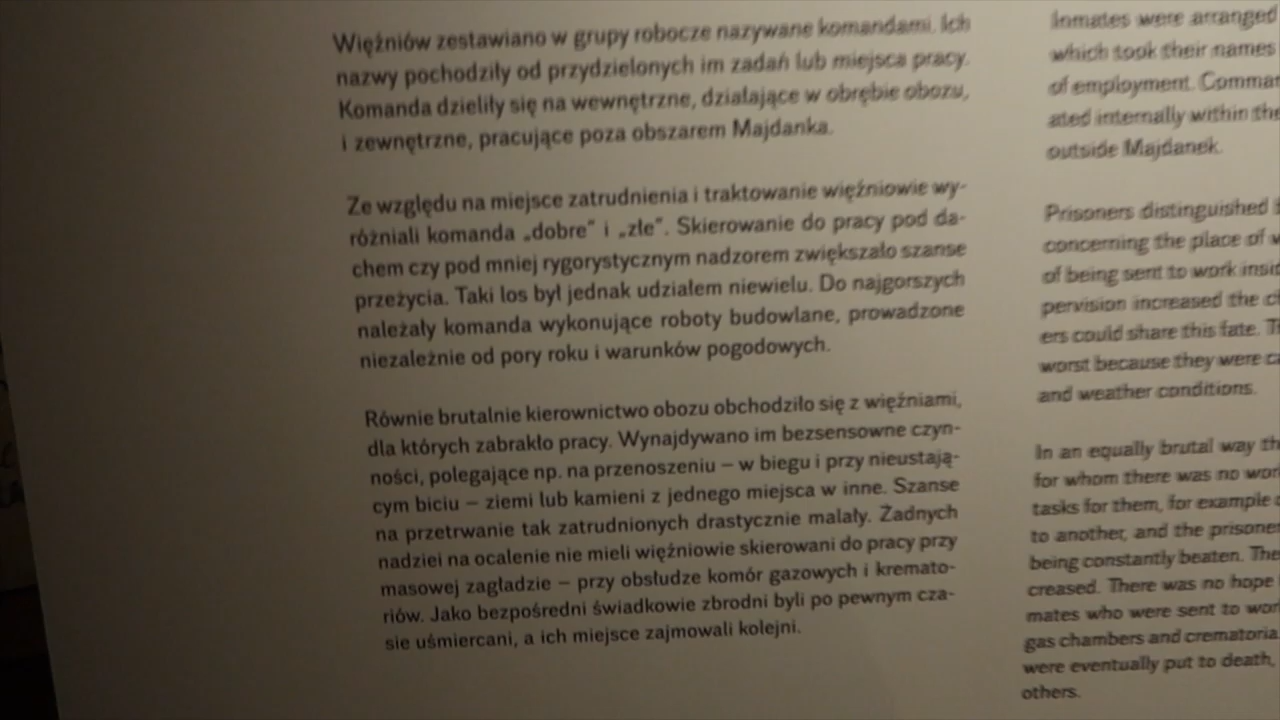 Więźniów zestawiano w grupy robocze nazywane komandami. Ich
nazwy pochodziły od przydzielonych im zadań lub miejsca pracy.
Komanda dzieliły się na wewnętrzne, działające w obrębie obozu,
i zewnętrzne, pracujące poza obszarem Majdanka.
Ze względu na miejsce zatrudnienia i traktowanie więźniowie wy-
różniali komanda „dobre” i „złe”. Skierowanie do pracy pod da-
chem czy pod mniej rygorystycznym nadzorem zwiększało szanse
przeżycia. Taki los był jednak udziałem niewielu. Do najgorszych
należały komanda wykonujące roboty budowlane, prowadzone
niezależnie od pory roku i warunków pogodowych.
Równie brutalnie kierownictwo obozu obchodziło się z więźniami,
dla których zabrakło pracy. Wynajdywano im bezsensowne czyn-
ności, polegające np. na przenoszeniu – w biegu i przy nieustają-
cym biciu – ziemi lub kamieni z jednego miejsca w inne. Szanse
na przetrwanie tak zatrudnionych drastycznie malały. Żadnych
nadziei na ocalenie nie mieli więźniowie skierowani do pracy przy
masowej zagładzie – przy obsłudze komór gazowych i kremato-
riów. Jako bezpośredni świadkowie zbrodni byli po pewnym cza-
sie uśmiercani, a ich miejsce zajmowali kolejni.
Inmates were arranged
which took their names
of employment. Comman
ated internally within the
outside Majdanek.
Prisoners distinguished
concerning the place of
of being sent to work insi
pervision increased the
ers could share this fate.
worst because they were
and weather conditions.
In an equally brutal way
for whom there was no wor
tasks for them, for example
to another, and the prisone
being constantly beaten. The
creased. There was no hope
mates who were sent to wor
gas chambers and crematoria.
were eventually put to death,
others.